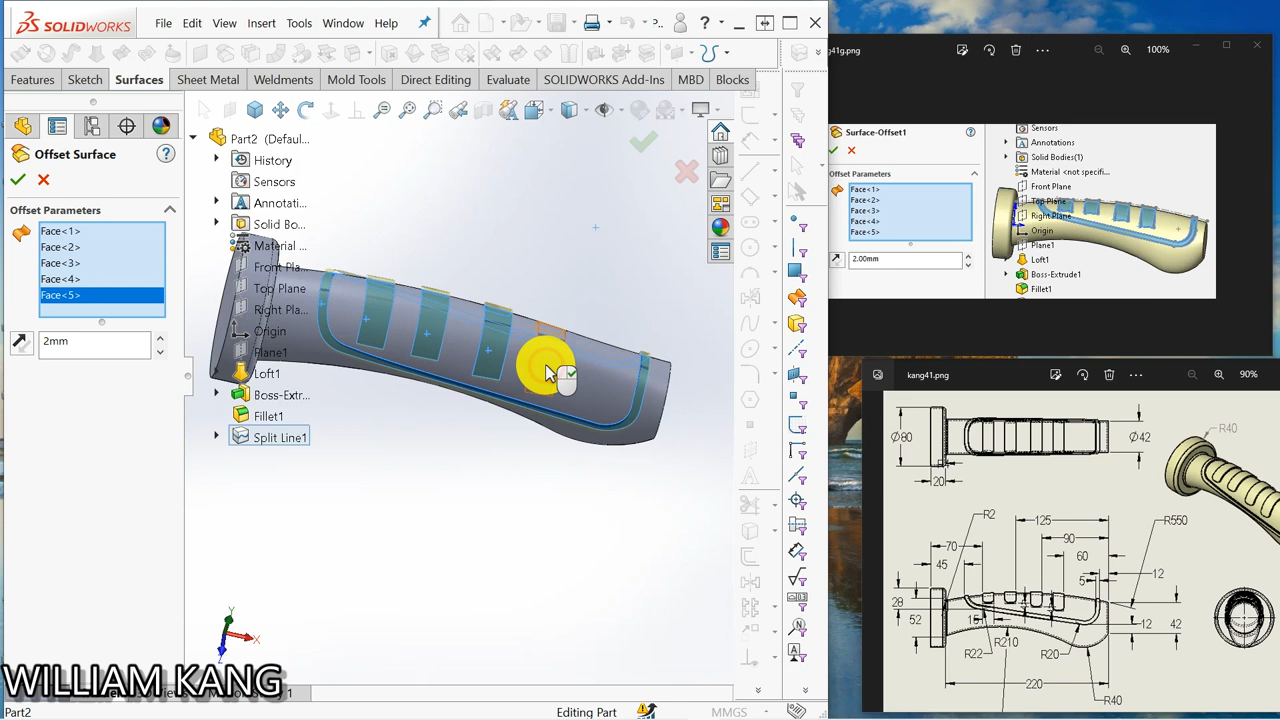 SOLIDWORKS
File Edit View Insert Tools Window Help
P.. ?
Features Sketch Surfaces Sheet Metal Weldments Mold Tools Direct Editing Evaluate SOLIDWORKS Add-Ins MBD Blocks
Offset Surface
?
Offset Parameters
Face<1>
Face<2>
Face<3>
Face<4>
Face<5>
2mm
Part2 (Defaul...
History
Sensors
Annotati...
Solid Bo...
Material ...
Front Pla...
Top Plane
Right Pla...
Origin
Plane1
Loft1
Boss-Extr...
Fillet1
Split Line1
Y
X
Z
WILLIAM KANG
1
Part2
Editing Part
MMGS
g41g.png
100%
Surface-Offset1
?
Offset Parameters
Face<1>
Face<2>
Face<3>
Face<4>
Face<5>
2.00mm
Sensors
Annotations
Solid Bodies(1)
Material <not specifi...
Front Plane
Top Plane
Right Plane
Origin
Plane1
Loft1
Boss-Extrude1
Fillet1
kang41.png
90%
Ø80
20
Ø42
R40
R2
125
R550
70
90
45
60
5
12
28
52
15
12
42
R22
R210
R20
220
R40